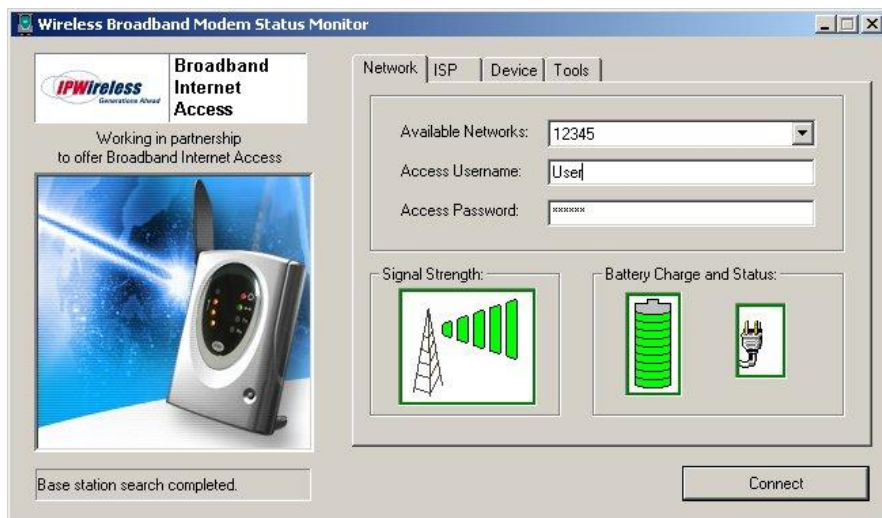 Wireless Broadband Modem Status Monitor
IPWireless
Generations Ahead
Broadband
Internet
Access
Working in partnership
to offer Broadband Internet Access
Network ISP Device Tools
Available Networks: 12345
Access Username: User
Access Password: ******
Signal Strength:
Battery Charge and Status:
Base station search completed.
Connect